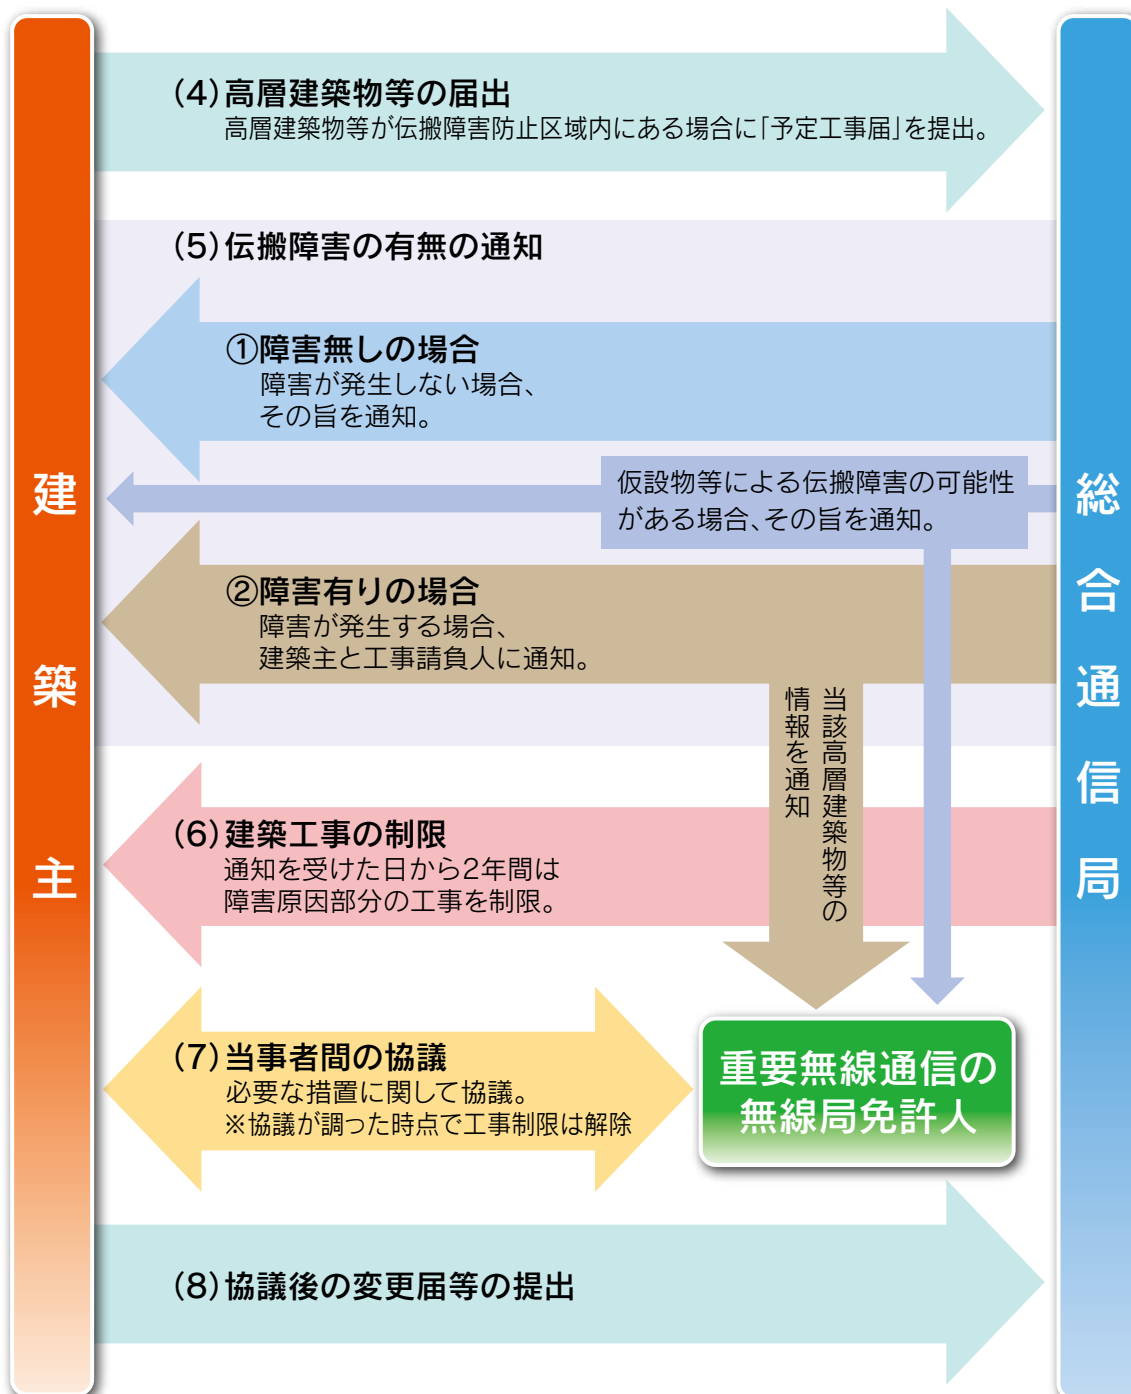 建築主
総合通信局
(4)高層建築物等の届出
高層建築物等が伝搬障害防止区域内にある場合に「予定工事届」を提出。
(5)伝搬障害の有無の通知
①障害無しの場合
障害が発生しない場合、
その旨を通知。
仮設物等による伝搬障害の可能性
がある場合、その旨を通知。
②障害有りの場合
障害が発生する場合、
建築主と工事請負人に通知。
当該高層建築物等の
情報を通知
(6)建築工事の制限
通知を受けた日から2年間は
障害原因部分の工事を制限。
(7)当事者間の協議
必要な措置に関して協議。
※協議が調った時点で工事制限は解除
重要無線通信の
無線局免許人
(8)協議後の変更届等の提出